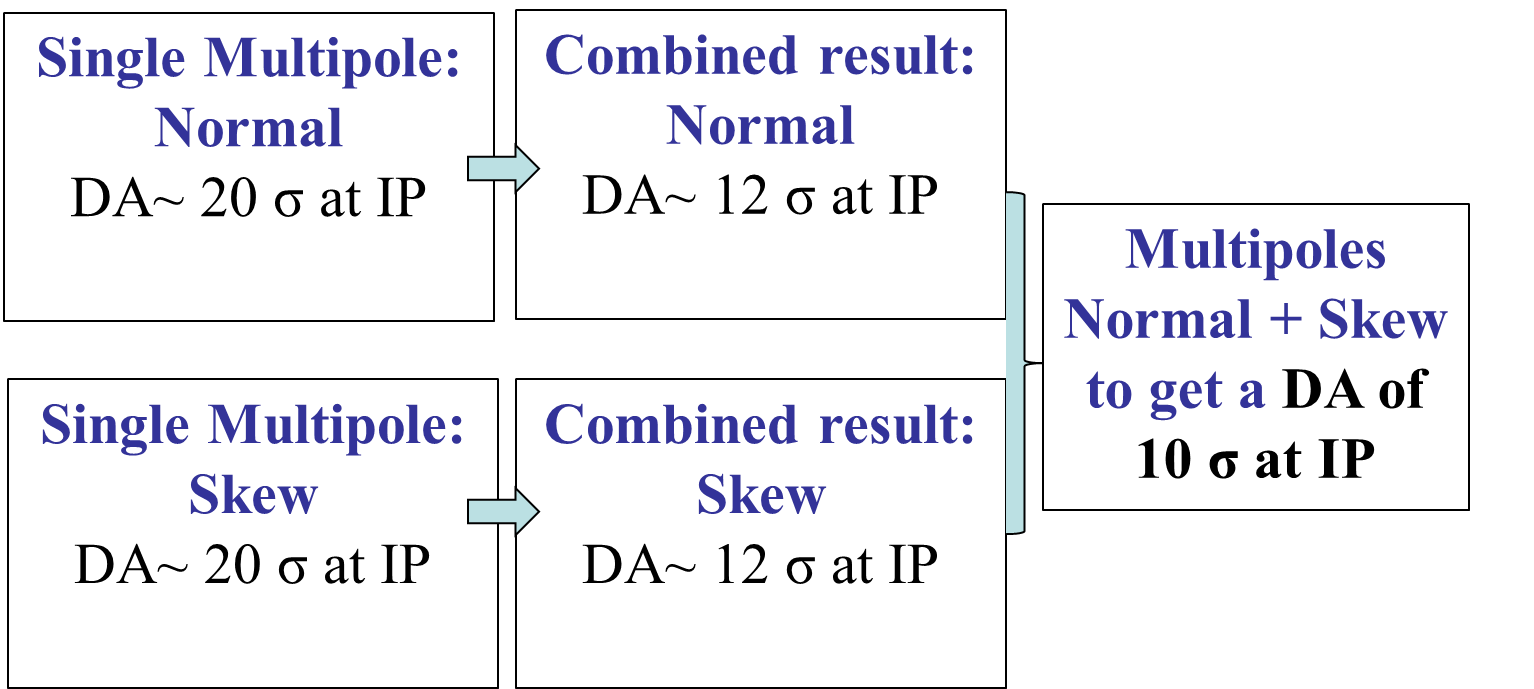 Single Multipole:
Normal
DA~ 20 σ at IP
Combined result:
Normal
DA~ 12 σ at IP
Single Multipole:
Skew
DA~ 20 σ at IP
Combined result:
Skew
DA~ 12 σ at IP
Multipoles
Normal + Skew
to get a DA of
10 σ at IP